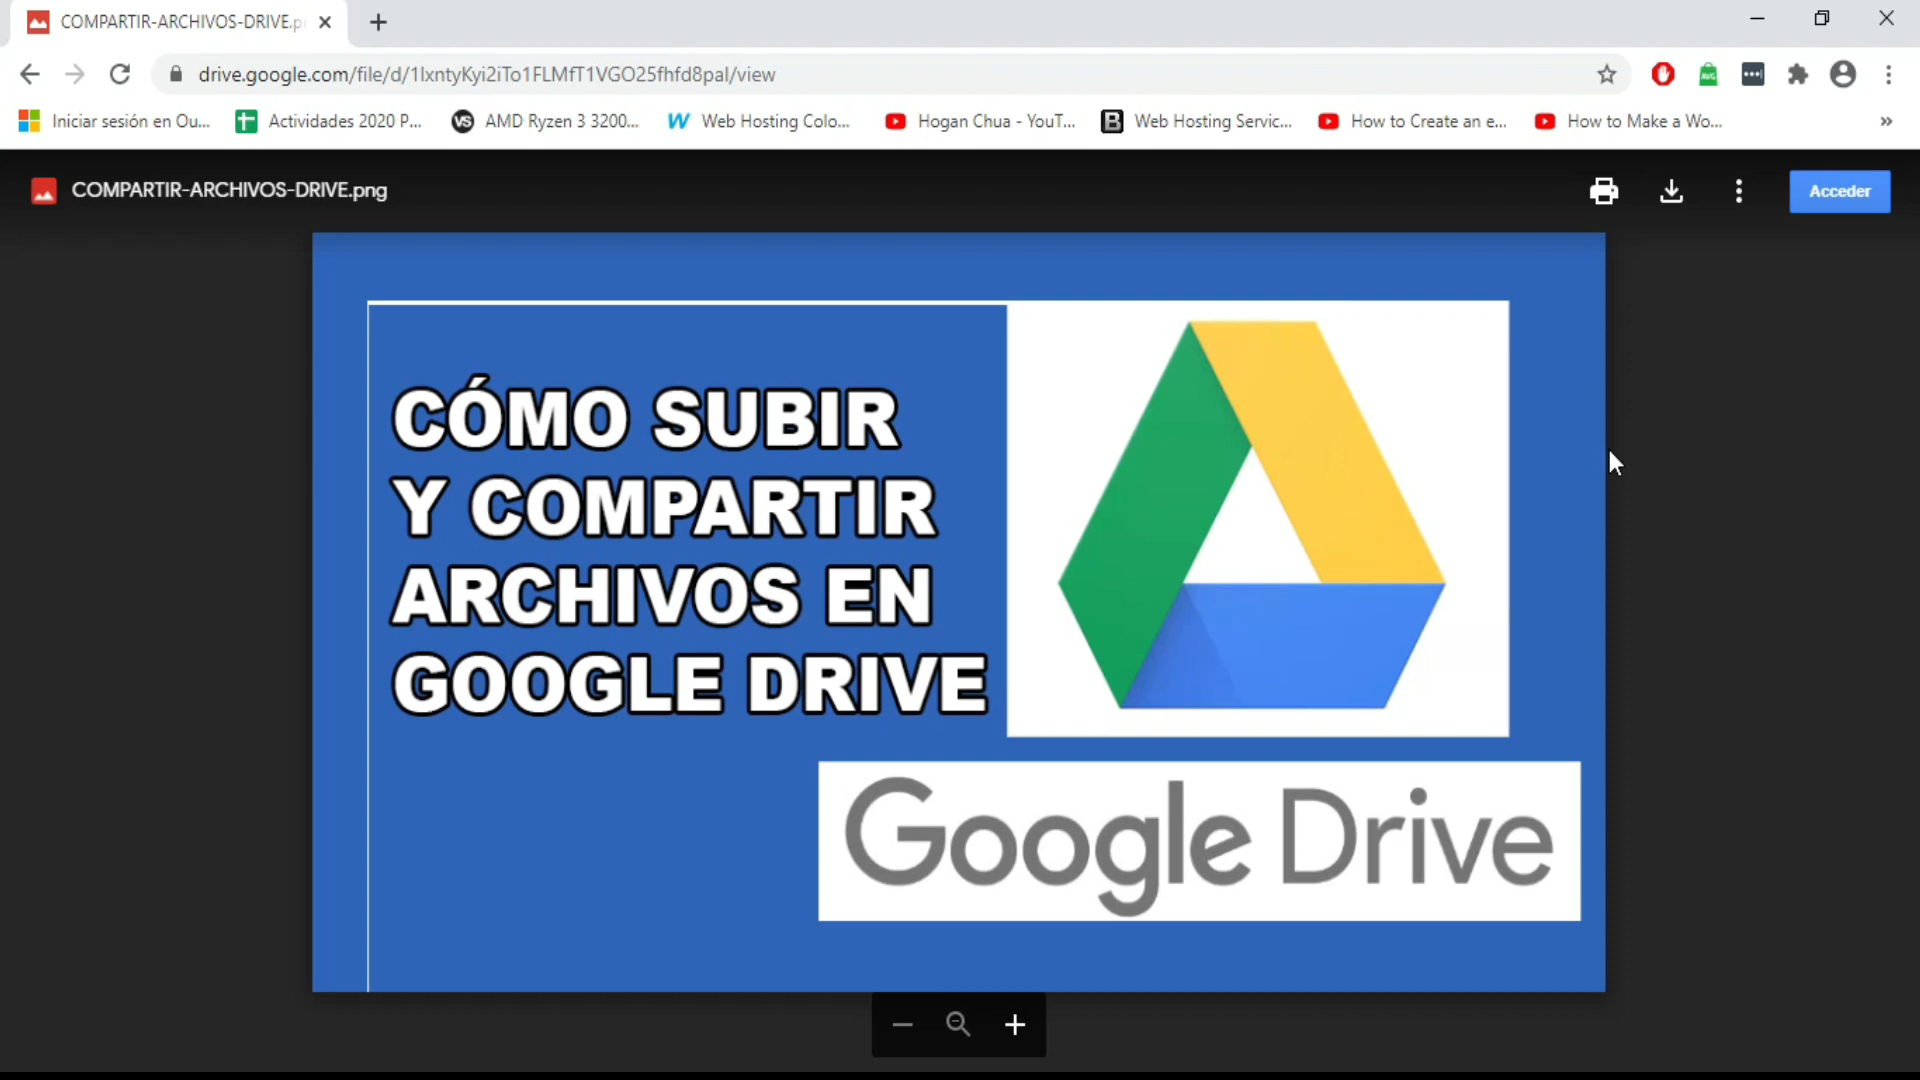 COMPARTIR-ARCHIVOS-DRIVE.p
drive.google.com/file/d/1lxntyKyi2iTo1FLMfT1VGO25fhfd8pal/view
Iniciar sesión en Ou... Actividades 2020 P... AMD Ryzen 3 3200... Web Hosting Colo... Hogan Chua - YouT... Web Hosting Servic... How to Create an e... How to Make a Wo...
COMPARTIR-ARCHIVOS-DRIVE.png
Acceder
CÓMO SUBIR
Y COMPARTIR
ARCHIVOS EN
GOOGLE DRIVE
Google Drive